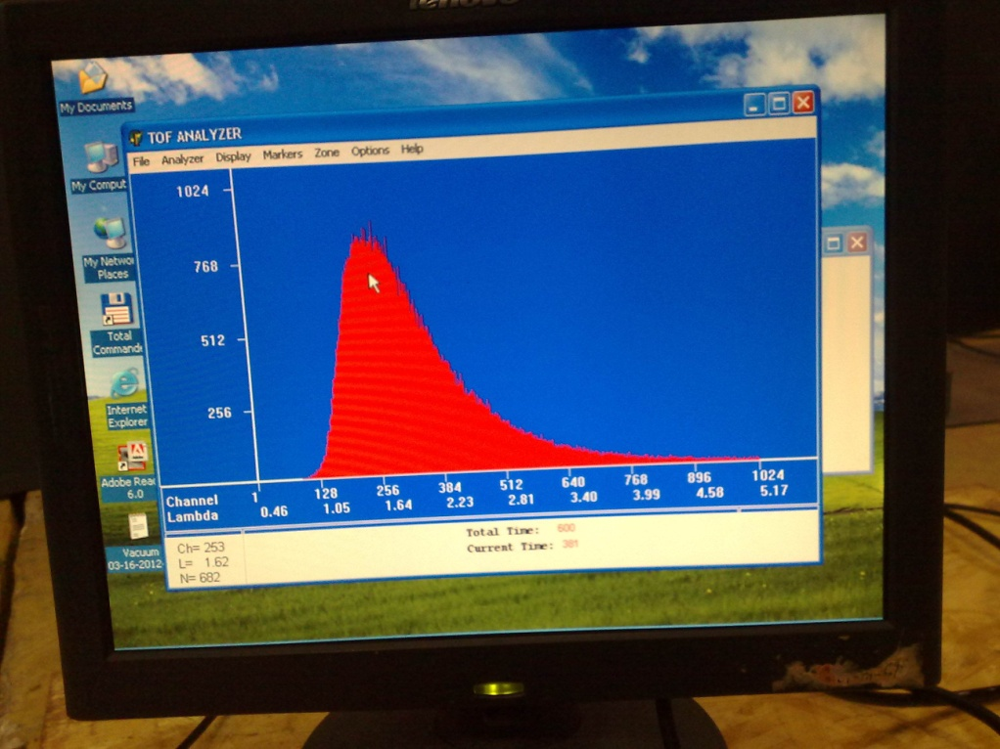 lenovo
My Documents
TOF ANALYZER
File Analyzer Display Markers Zone Options Help
My Comput
1024
My Networ
Places
768
Total
Command
512
Internet
Explorer
256
Adobe Rea
6.0
Channel 1 128 256 384 512 640 768 896 1024
Lambda 0.46 1.05 1.64 2.23 2.81 3.40 3.99 4.58 5.17
Vacuum
03-16-2012
Total Time: 600
Current Time: 381
Ch= 253
L= 1.62
N= 682